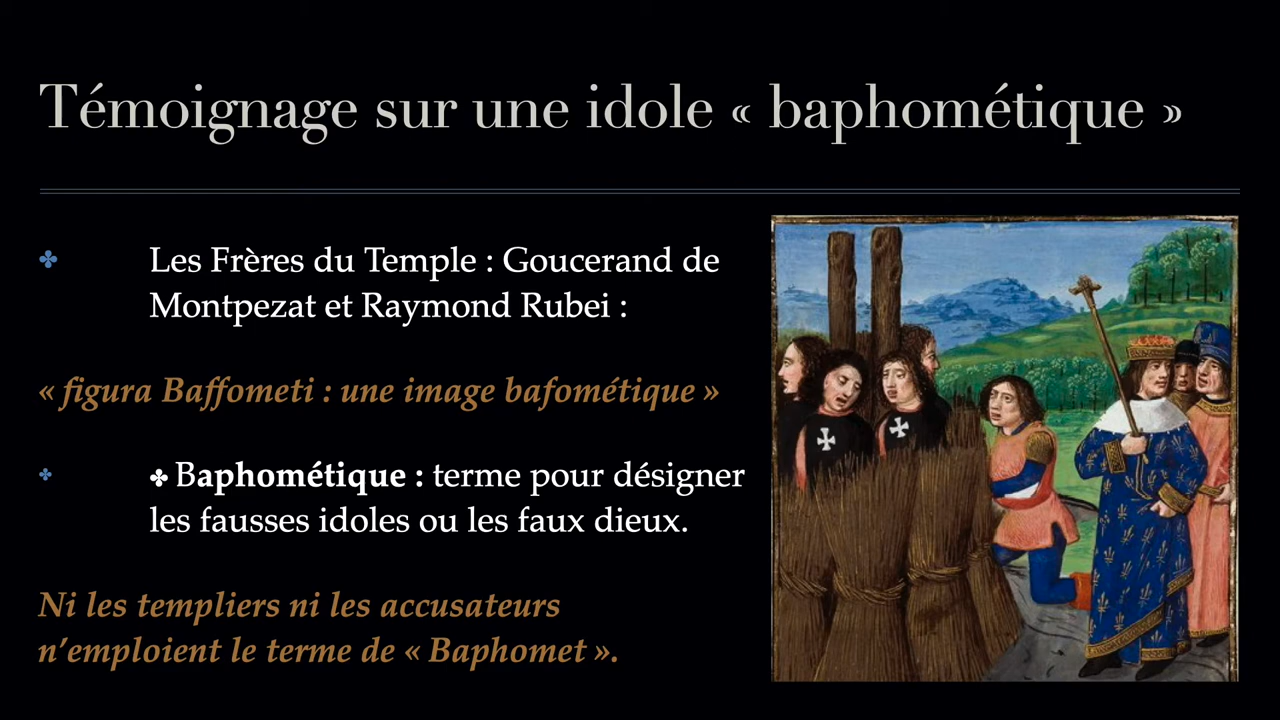 Témoignage sur une idole « baphométique »
Les Frères du Temple : Goucerand de
Montpezat et Raymond Rubei :
« figura Baffometi : une image bafométique »
✤ Baphométique : terme pour désigner
les fausses idoles ou les faux dieux.
Ni les templiers ni les accusateurs
n’emploient le terme de « Baphomet ».